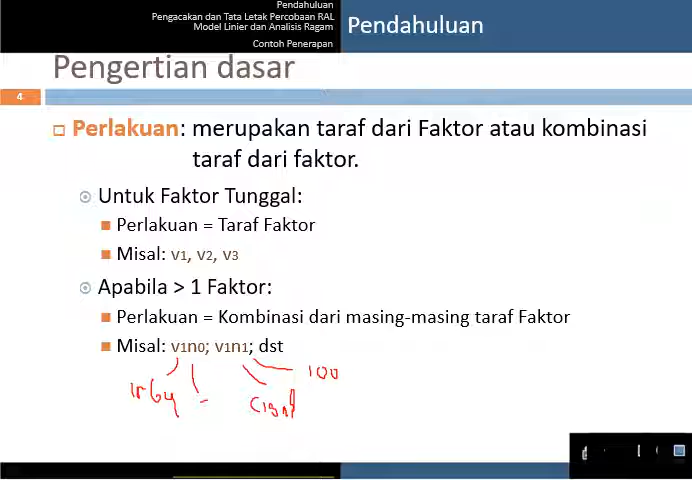 Pendahuluan
Pengacakan dan Tata Letak Percobaan RAL
Model Linier dan Analisis Ragam
Contoh Penerapan
Pendahuluan
Pengertian dasar
4
Perlakuan: merupakan taraf dari Faktor atau kombinasi
taraf dari faktor.
Untuk Faktor Tunggal:
Perlakuan = Taraf Faktor
Misal: v1, v2, v3
Apabila > 1 Faktor:
Perlakuan = Kombinasi dari masing-masing taraf Faktor
Misal: v1n0; v1n1; dst
100